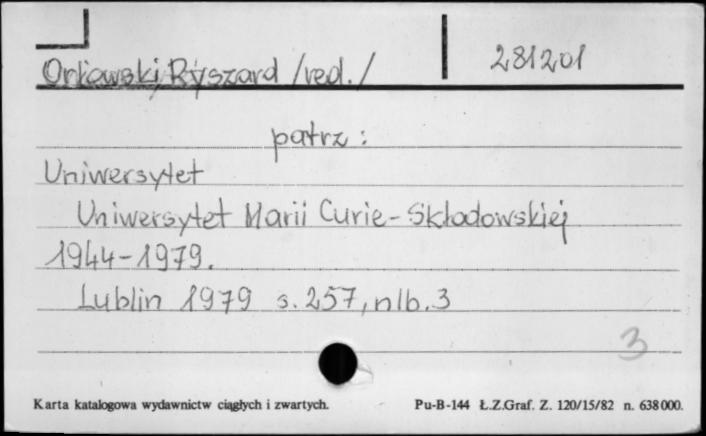 Orłowski, Ryszard /red./ 281201
patrz:
Uniwersytet
Uniwersytet Marii Curie-Skłodowskiej
1944-1979.
Lublin 1979 s. 257, nlb. 3
3
Karta katalogowa wydawnictw ciągłych i zwartych. Pu-B-144 Ł.Z.Graf. Z. 120/15/82 n. 638000.